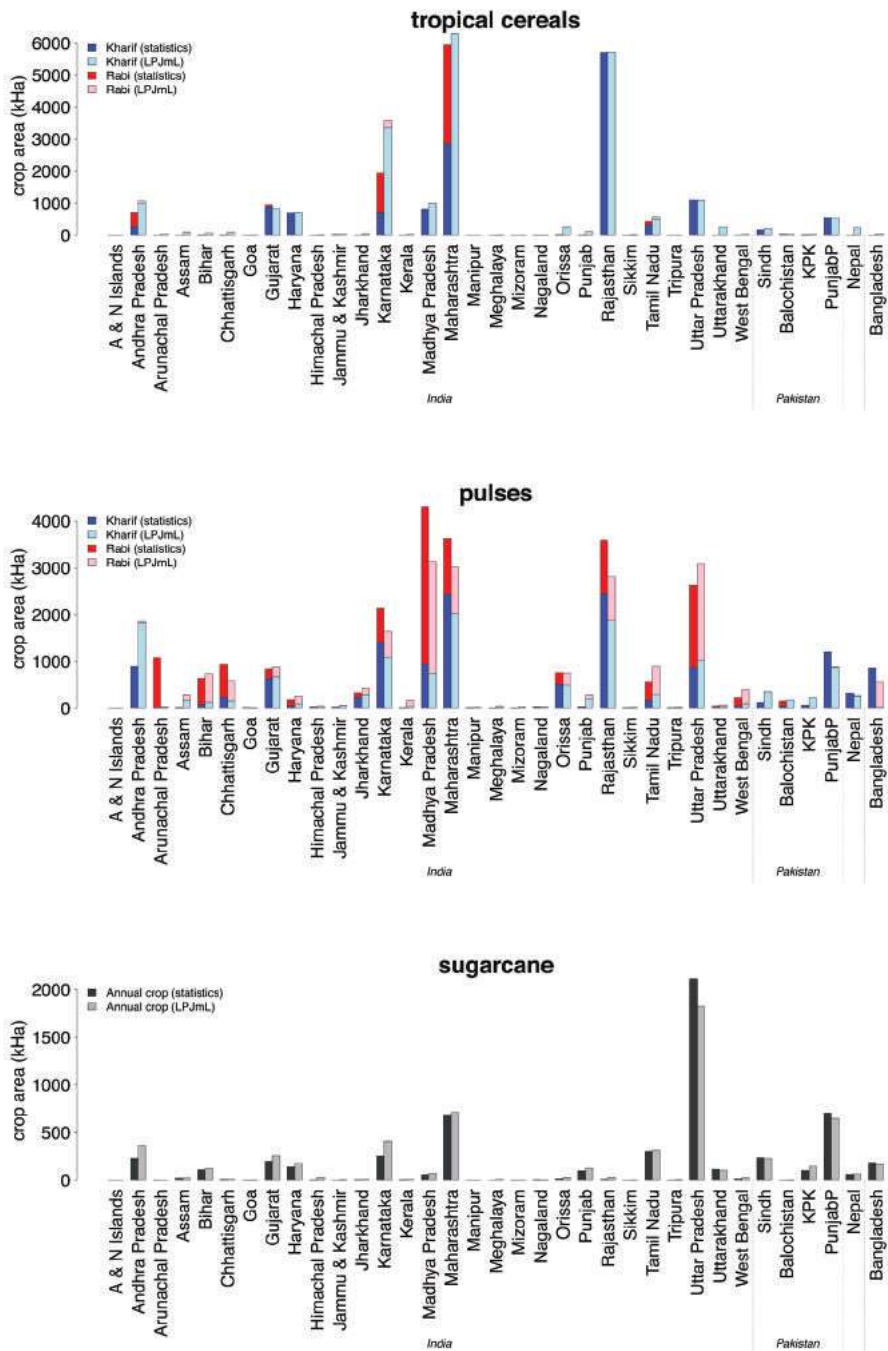 tropical cereals
crop area (kHa)
6000
5000
4000
3000
2000
1000
0
Kharif (statistics)
Kharif (LPJmL)
Rabi (statistics)
Rabi (LPJmL)
A & N Islands
Andhra Pradesh
Arunachal Pradesh
Assam
Bihar
Chhattisgarh
Goa
Gujarat
Haryana
Himachal Pradesh
Jammu & Kashmir
Jharkhand
Karnataka
Kerala
Madhya Pradesh
Maharashtra
Manipur
Meghalaya
Mizoram
Nagaland
Orissa
Punjab
Rajasthan
Sikkim
Tamil Nadu
Tripura
Uttar Pradesh
Uttarakhand
West Bengal
Sindh
Balochistan
KPK
PunjabP
Nepal
Bangladesh
India
Pakistan
pulses
crop area (kHa)
4000
3000
2000
1000
0
Kharif (statistics)
Kharif (LPJmL)
Rabi (statistics)
Rabi (LPJmL)
A & N Islands
Andhra Pradesh
Arunachal Pradesh
Assam
Bihar
Chhattisgarh
Goa
Gujarat
Haryana
Himachal Pradesh
Jammu & Kashmir
Jharkhand
Karnataka
Kerala
Madhya Pradesh
Maharashtra
Manipur
Meghalaya
Mizoram
Nagaland
Orissa
Punjab
Rajasthan
Sikkim
Tamil Nadu
Tripura
Uttar Pradesh
Uttarakhand
West Bengal
Sindh
Balochistan
KPK
PunjabP
Nepal
Bangladesh
India
Pakistan
sugarcane
crop area (kHa)
2000
1500
1000
500
0
Annual crop (statistics)
Annual crop (LPJmL)
A & N Islands
Andhra Pradesh
Arunachal Pradesh
Assam
Bihar
Chhattisgarh
Goa
Gujarat
Haryana
Himachal Pradesh
Jammu & Kashmir
Jharkhand
Karnataka
Kerala
Madhya Pradesh
Maharashtra
Manipur
Meghalaya
Mizoram
Nagaland
Orissa
Punjab
Rajasthan
Sikkim
Tamil Nadu
Tripura
Uttar Pradesh
Uttarakhand
West Bengal
Sindh
Balochistan
KPK
PunjabP
Nepal
Bangladesh
India
Pakistan